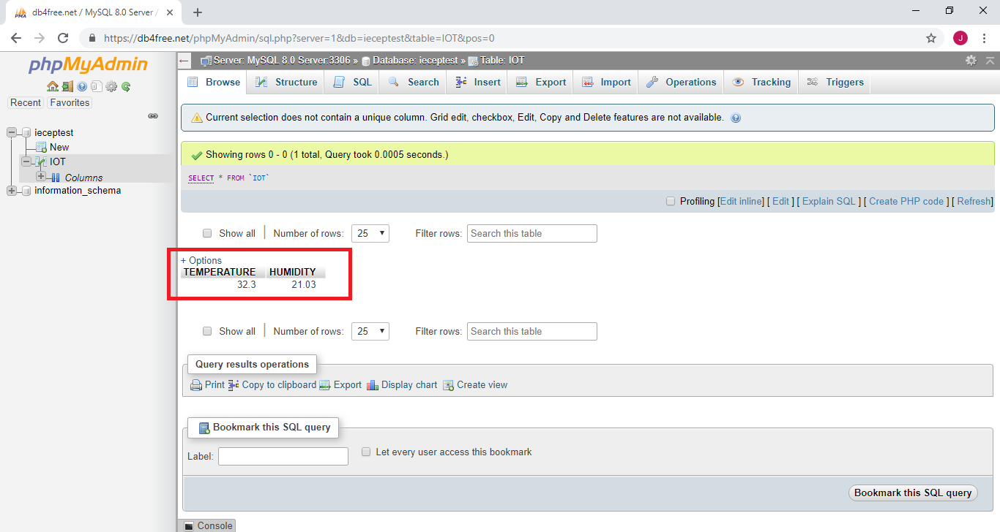 db4free.net / MySQL 8.0 Server /
https://db4free.net/phpMyAdmin/sql.php?server=1&db=ieceptest&table=IOT&pos=0
J
phpMyAdmin
Recent Favorites
ieceptest
New
IOT
Columns
information_schema
Server: MySQL 8.0 Server:3306 » Database: ieceptest » Table: IOT
Browse Structure SQL Search Insert Export Import Operations Tracking Triggers
Current selection does not contain a unique column. Grid edit, checkbox, Edit, Copy and Delete features are not available.
Showing rows 0 - 0 (1 total, Query took 0.0005 seconds.)
SELECT * FROM `IOT`
Profiling [Edit inline] [ Edit ] [ Explain SQL ] [ Create PHP code ] [ Refresh]
Show all Number of rows: 25 Filter rows: Search this table
+ Options
TEMPERATURE HUMIDITY
32.3 21.03
Show all Number of rows: 25 Filter rows: Search this table
Query results operations
Print Copy to clipboard Export Display chart Create view
Bookmark this SQL query
Label: Let every user access this bookmark
Bookmark this SQL query
Console